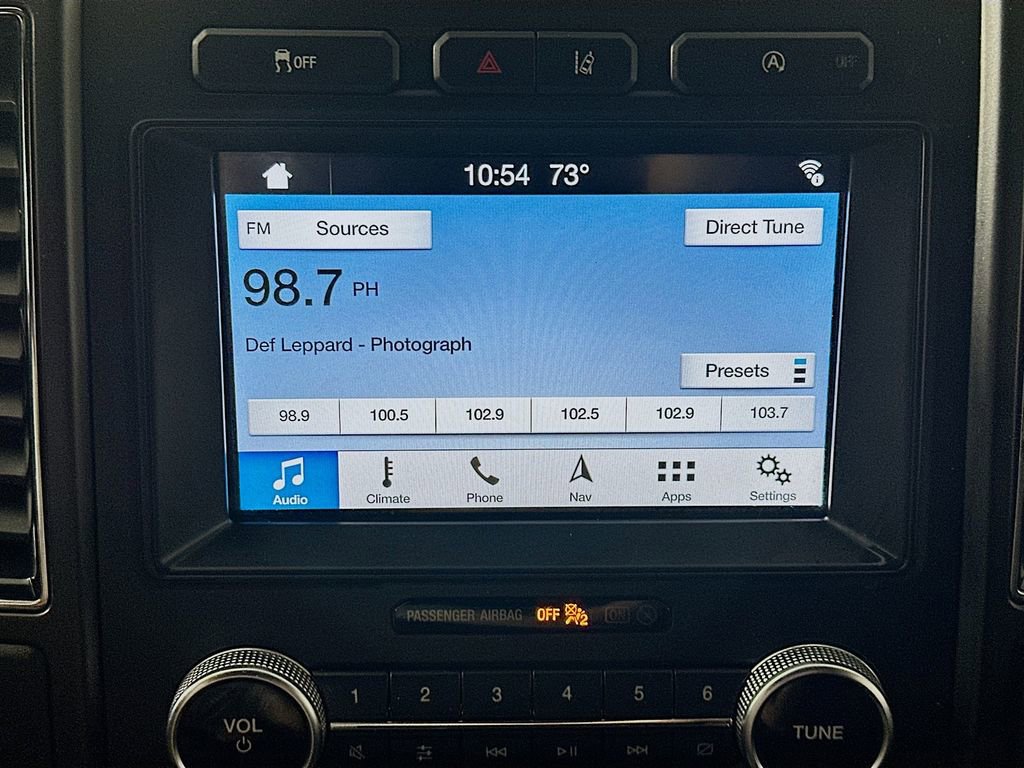 OFF
A OFF
10:54 73°
FM Sources Direct Tune
98.7 PH
Def Leppard - Photograph
Presets
98.9 100.5 102.9 102.5 102.9 103.7
Audio Climate Phone Nav Apps Settings
PASSENGER AIRBAG OFF 2 ON
1 2 3 4 5 6
VOL TUNE